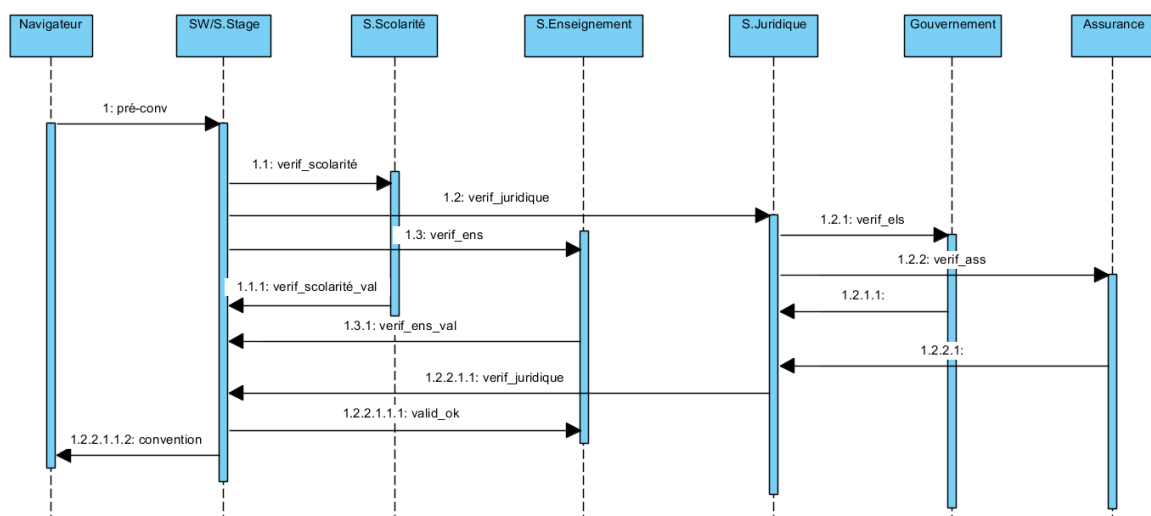 Navigateur
SW/S.Stage
S.Scolarité
S.Enseignement
S.Juridique
Gouvernement
Assurance
1: pré-conv
1.1: verif_scolarité
1.2: verif_juridique
1.2.1: verif_els
1.3: verif_ens
1.2.2: verif_ass
1.1.1: verif_scolarité_val
1.2.1.1:
1.3.1: verif_ens_val
1.2.2.1:
1.2.2.1.1: verif_juridique
1.2.2.1.1.1: valid_ok
1.2.2.1.1.2: convention